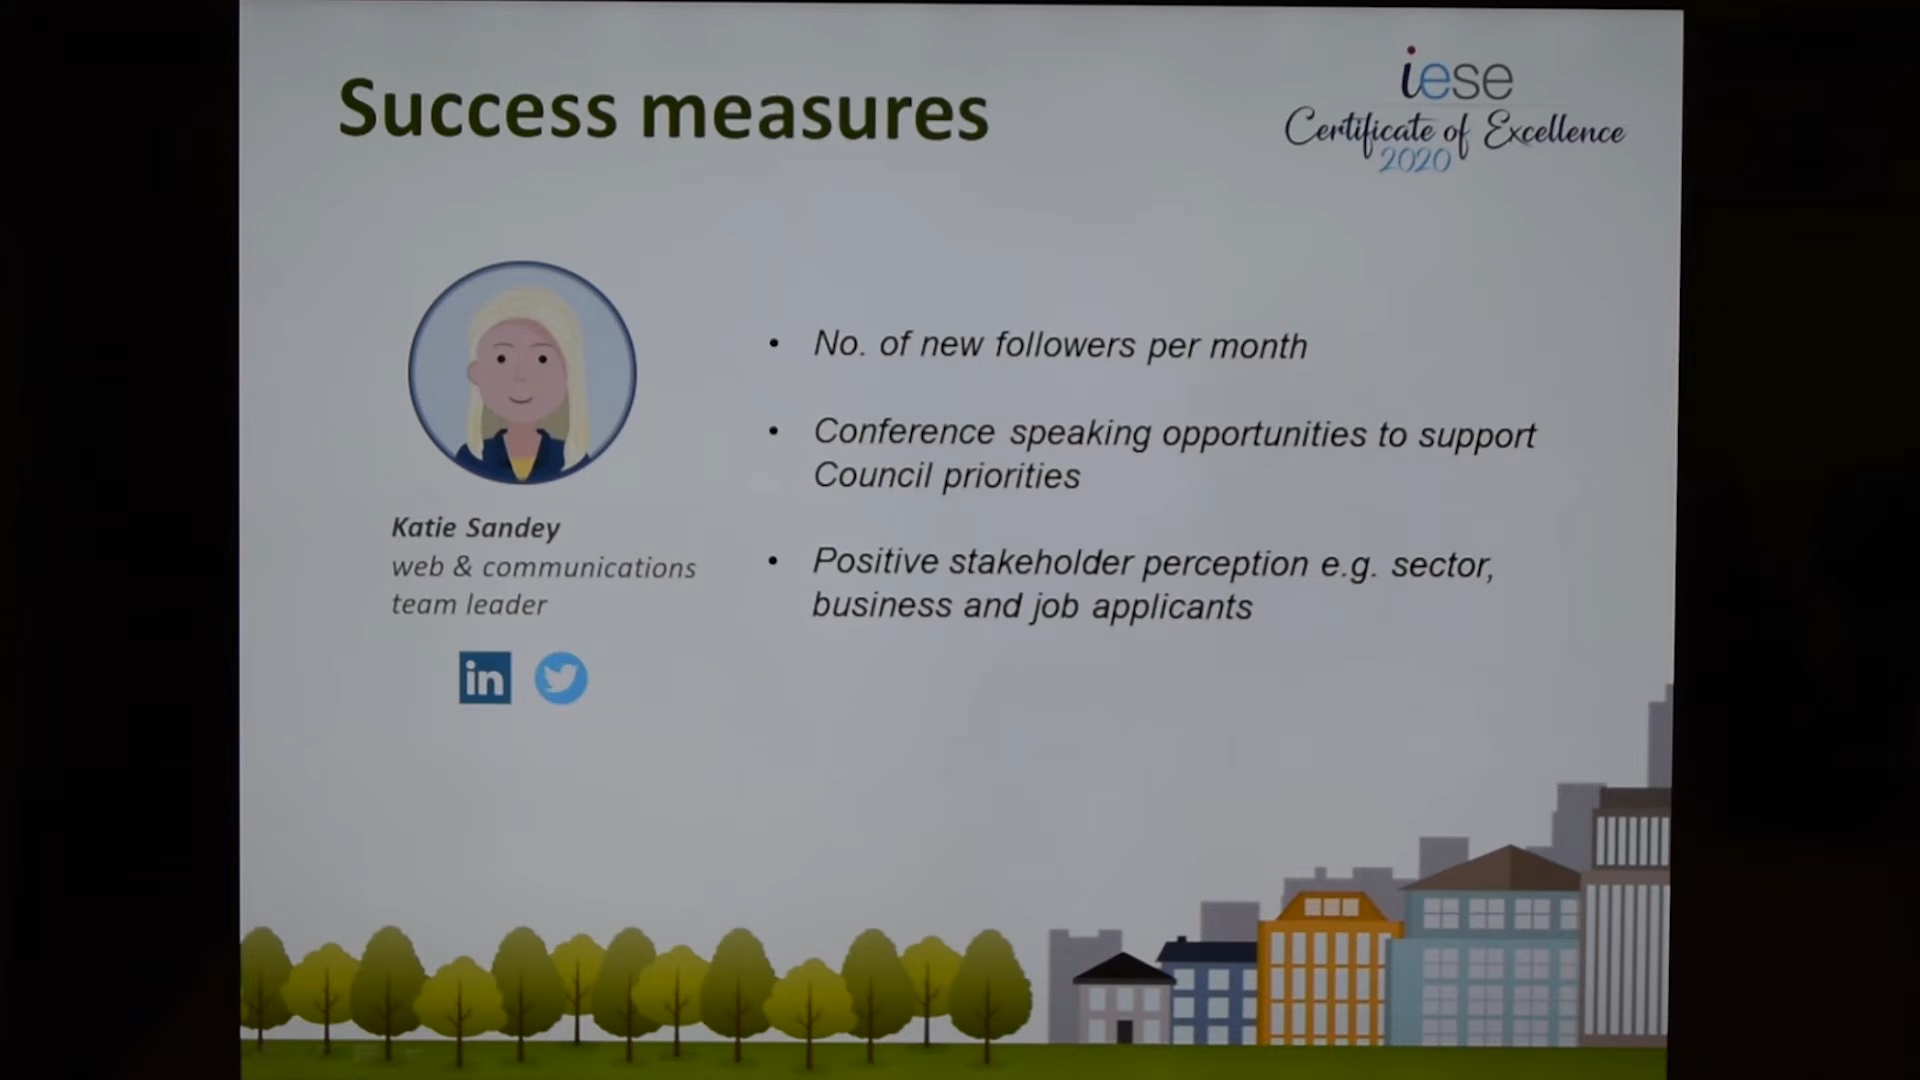 Success measures
iese
Certificate of Excellence
2020
• No. of new followers per month
• Conference speaking opportunities to support
Council priorities
Katie Sandey
web & communications
team leader
• Positive stakeholder perception e.g. sector,
business and job applicants
in